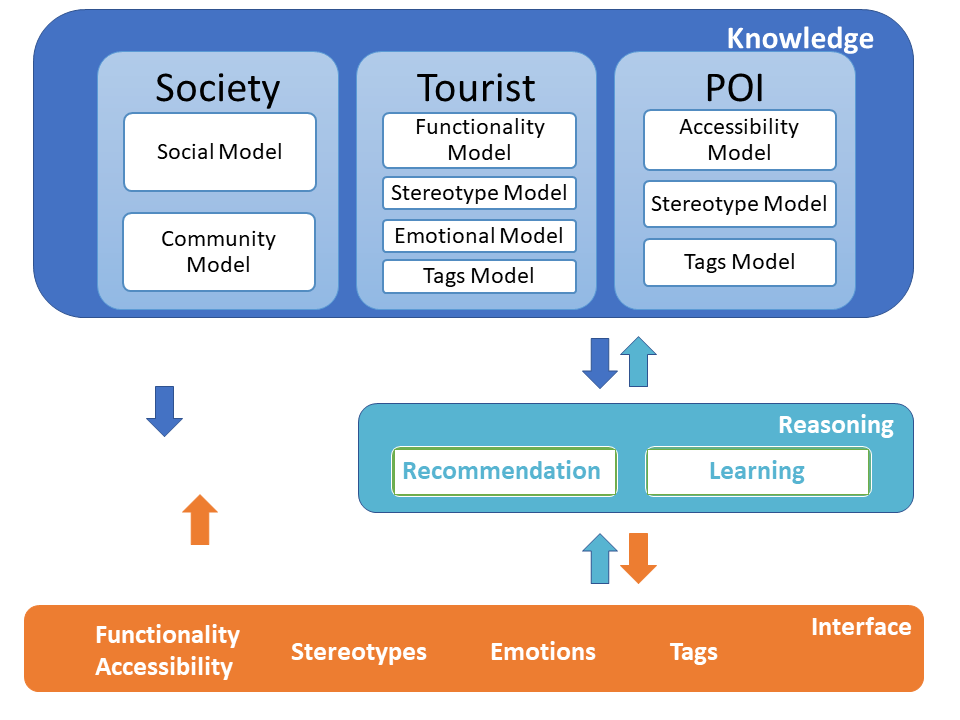 Knowledge
Society
Social Model
Community
Model
Tourist
Functionality
Model
Stereotype Model
Emotional Model
Tags Model
POI
Accessibility
Model
Stereotype Model
Tags Model
Reasoning
Recommendation
Learning
Interface
Functionality
Accessibility
Stereotypes
Emotions
Tags